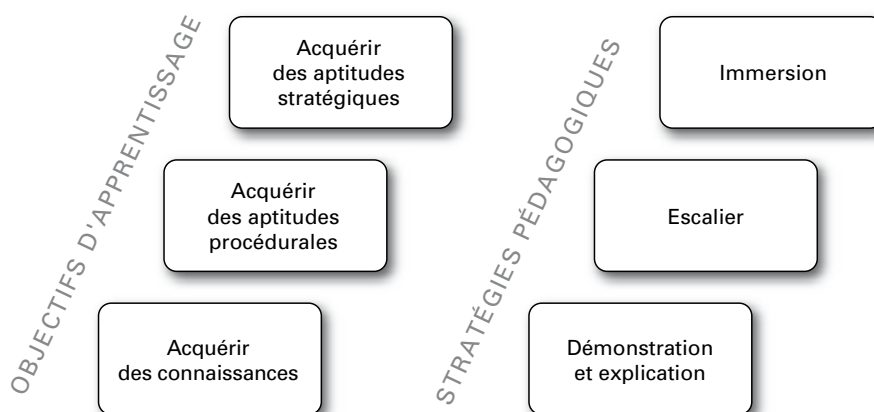 OBJECTIFS D'APPRENTISSAGE
Acquérir
des aptitudes
stratégiques
Acquérir
des aptitudes
procédurales
Acquérir
des connaissances
STRATÉGIES PÉDAGOGIQUES
Immersion
Escalier
Démonstration
et explication